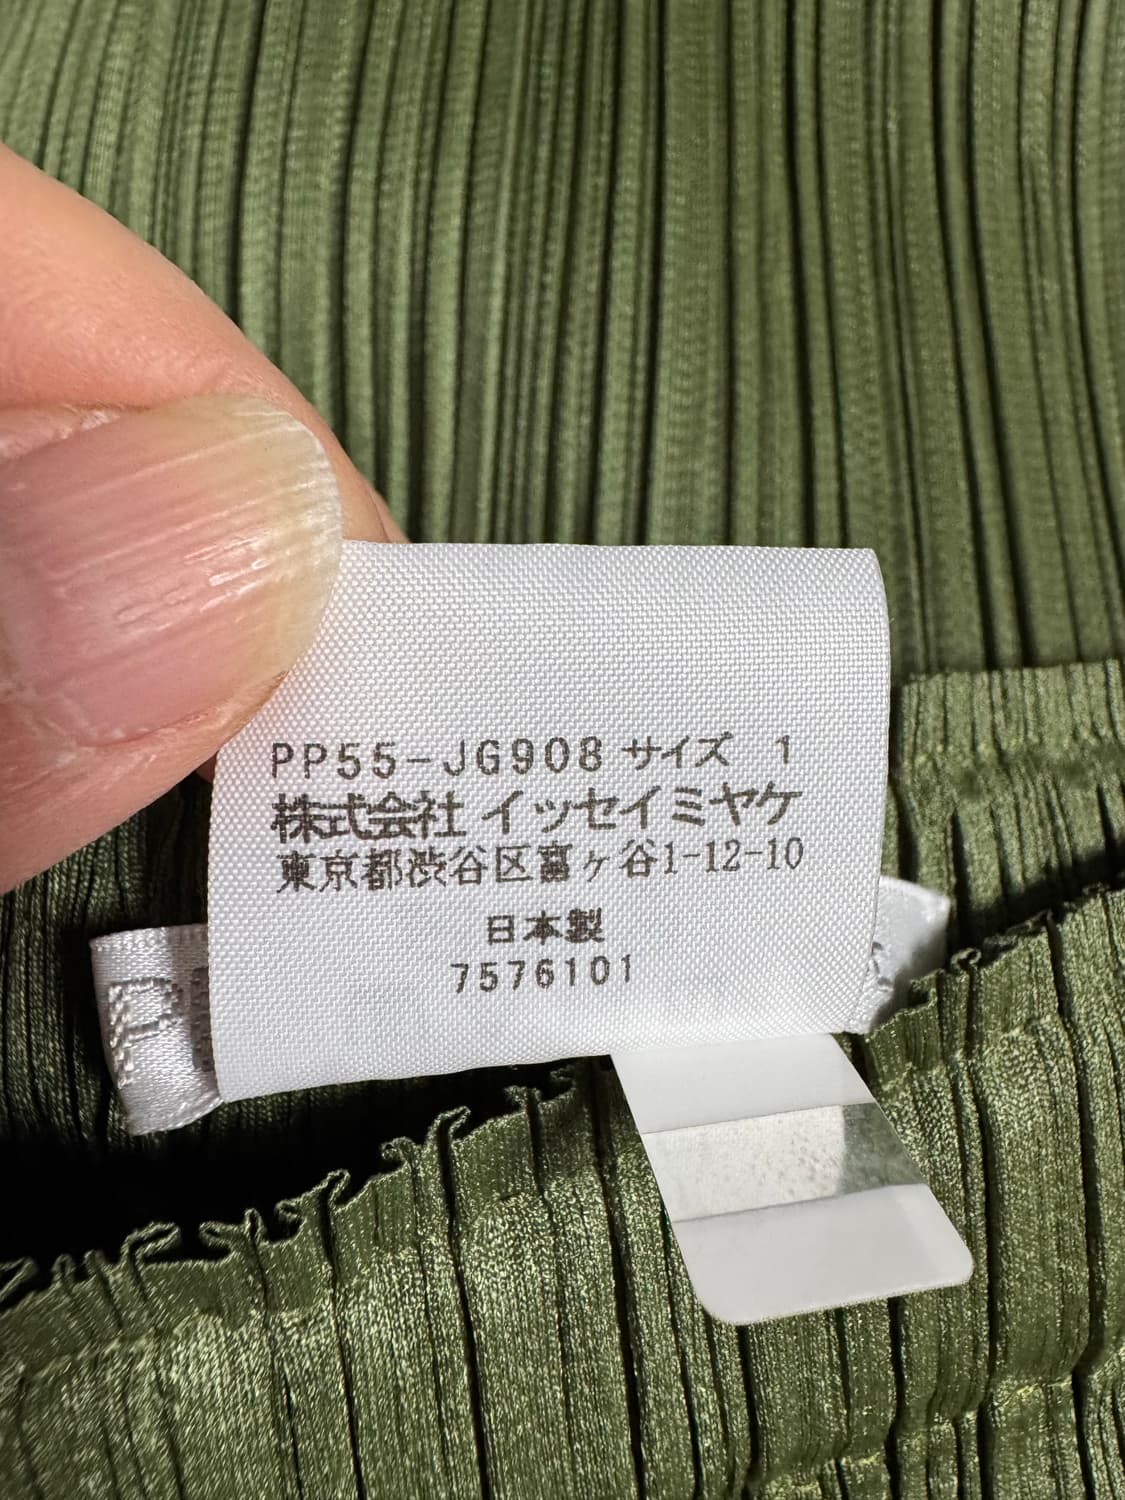 PP55-JG908 サイズ 1
株式会社 イッセイミヤケ
東京都渋谷区富ヶ谷1-12-10
日本製
7576101